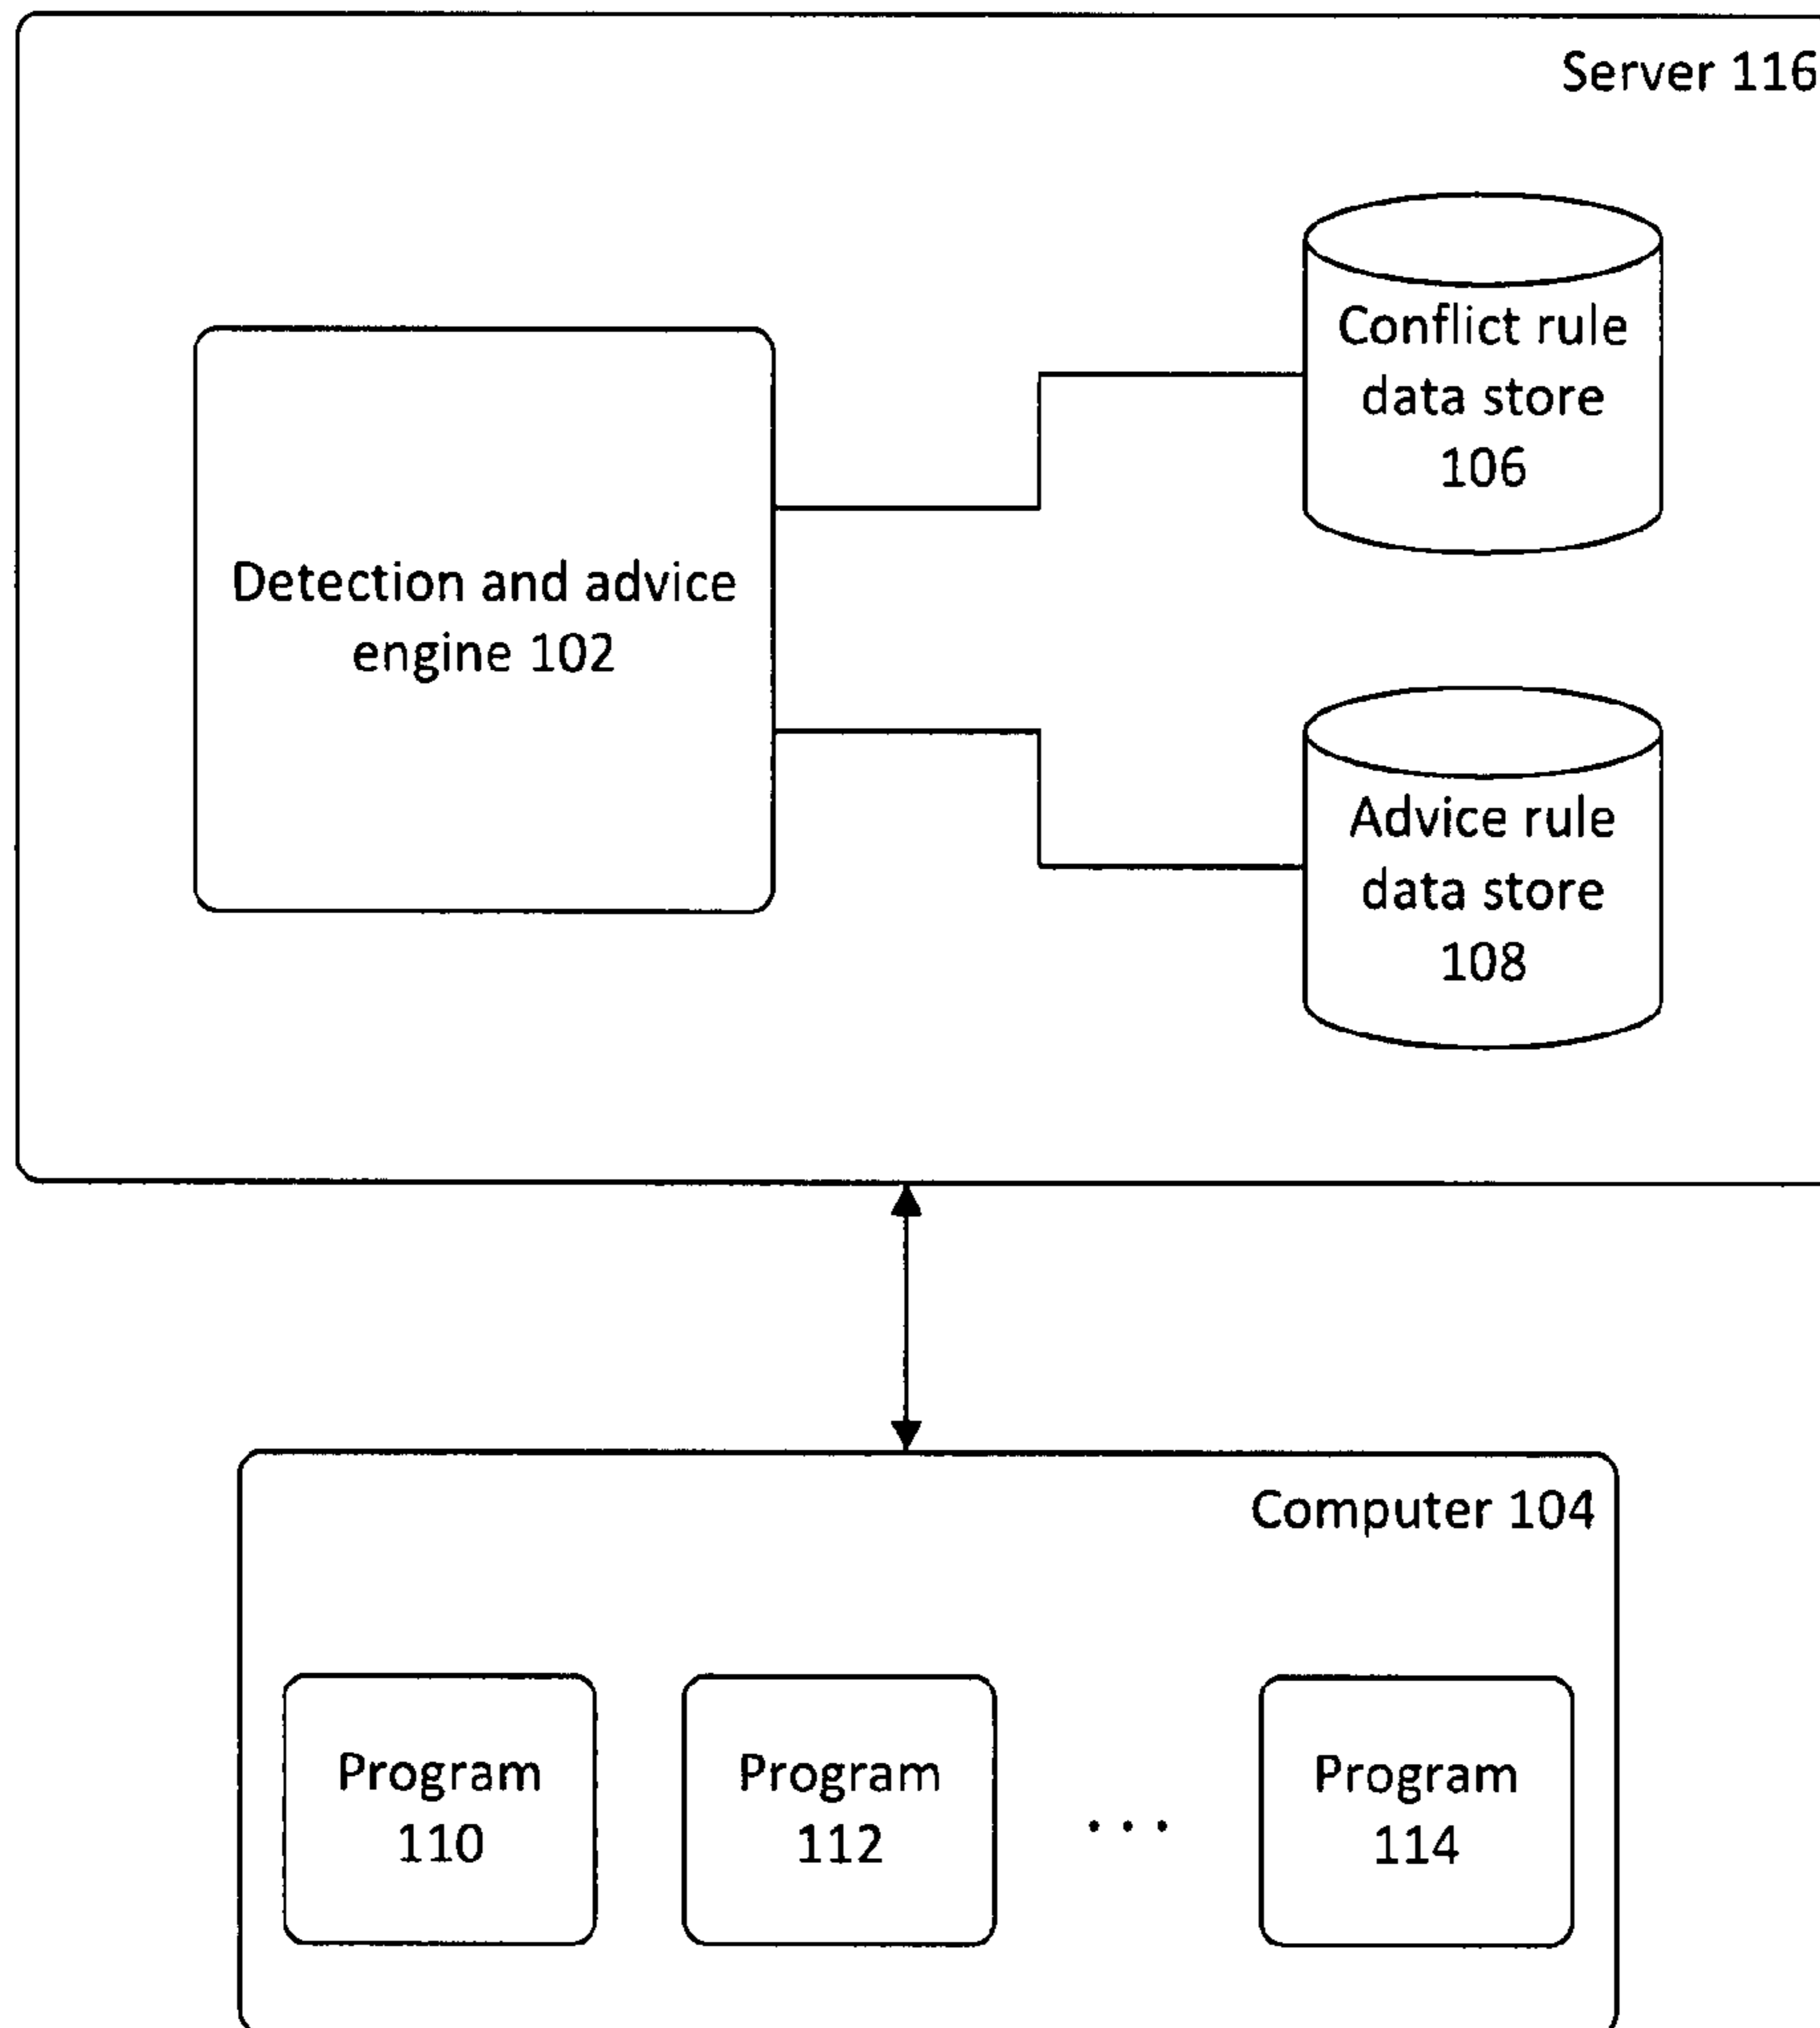 Server 116
Conflict rule
data store
106
Detection and advice
engine 102
Advice rule
data store
108
Computer 104
Program
110
Program
112
...
Program
114